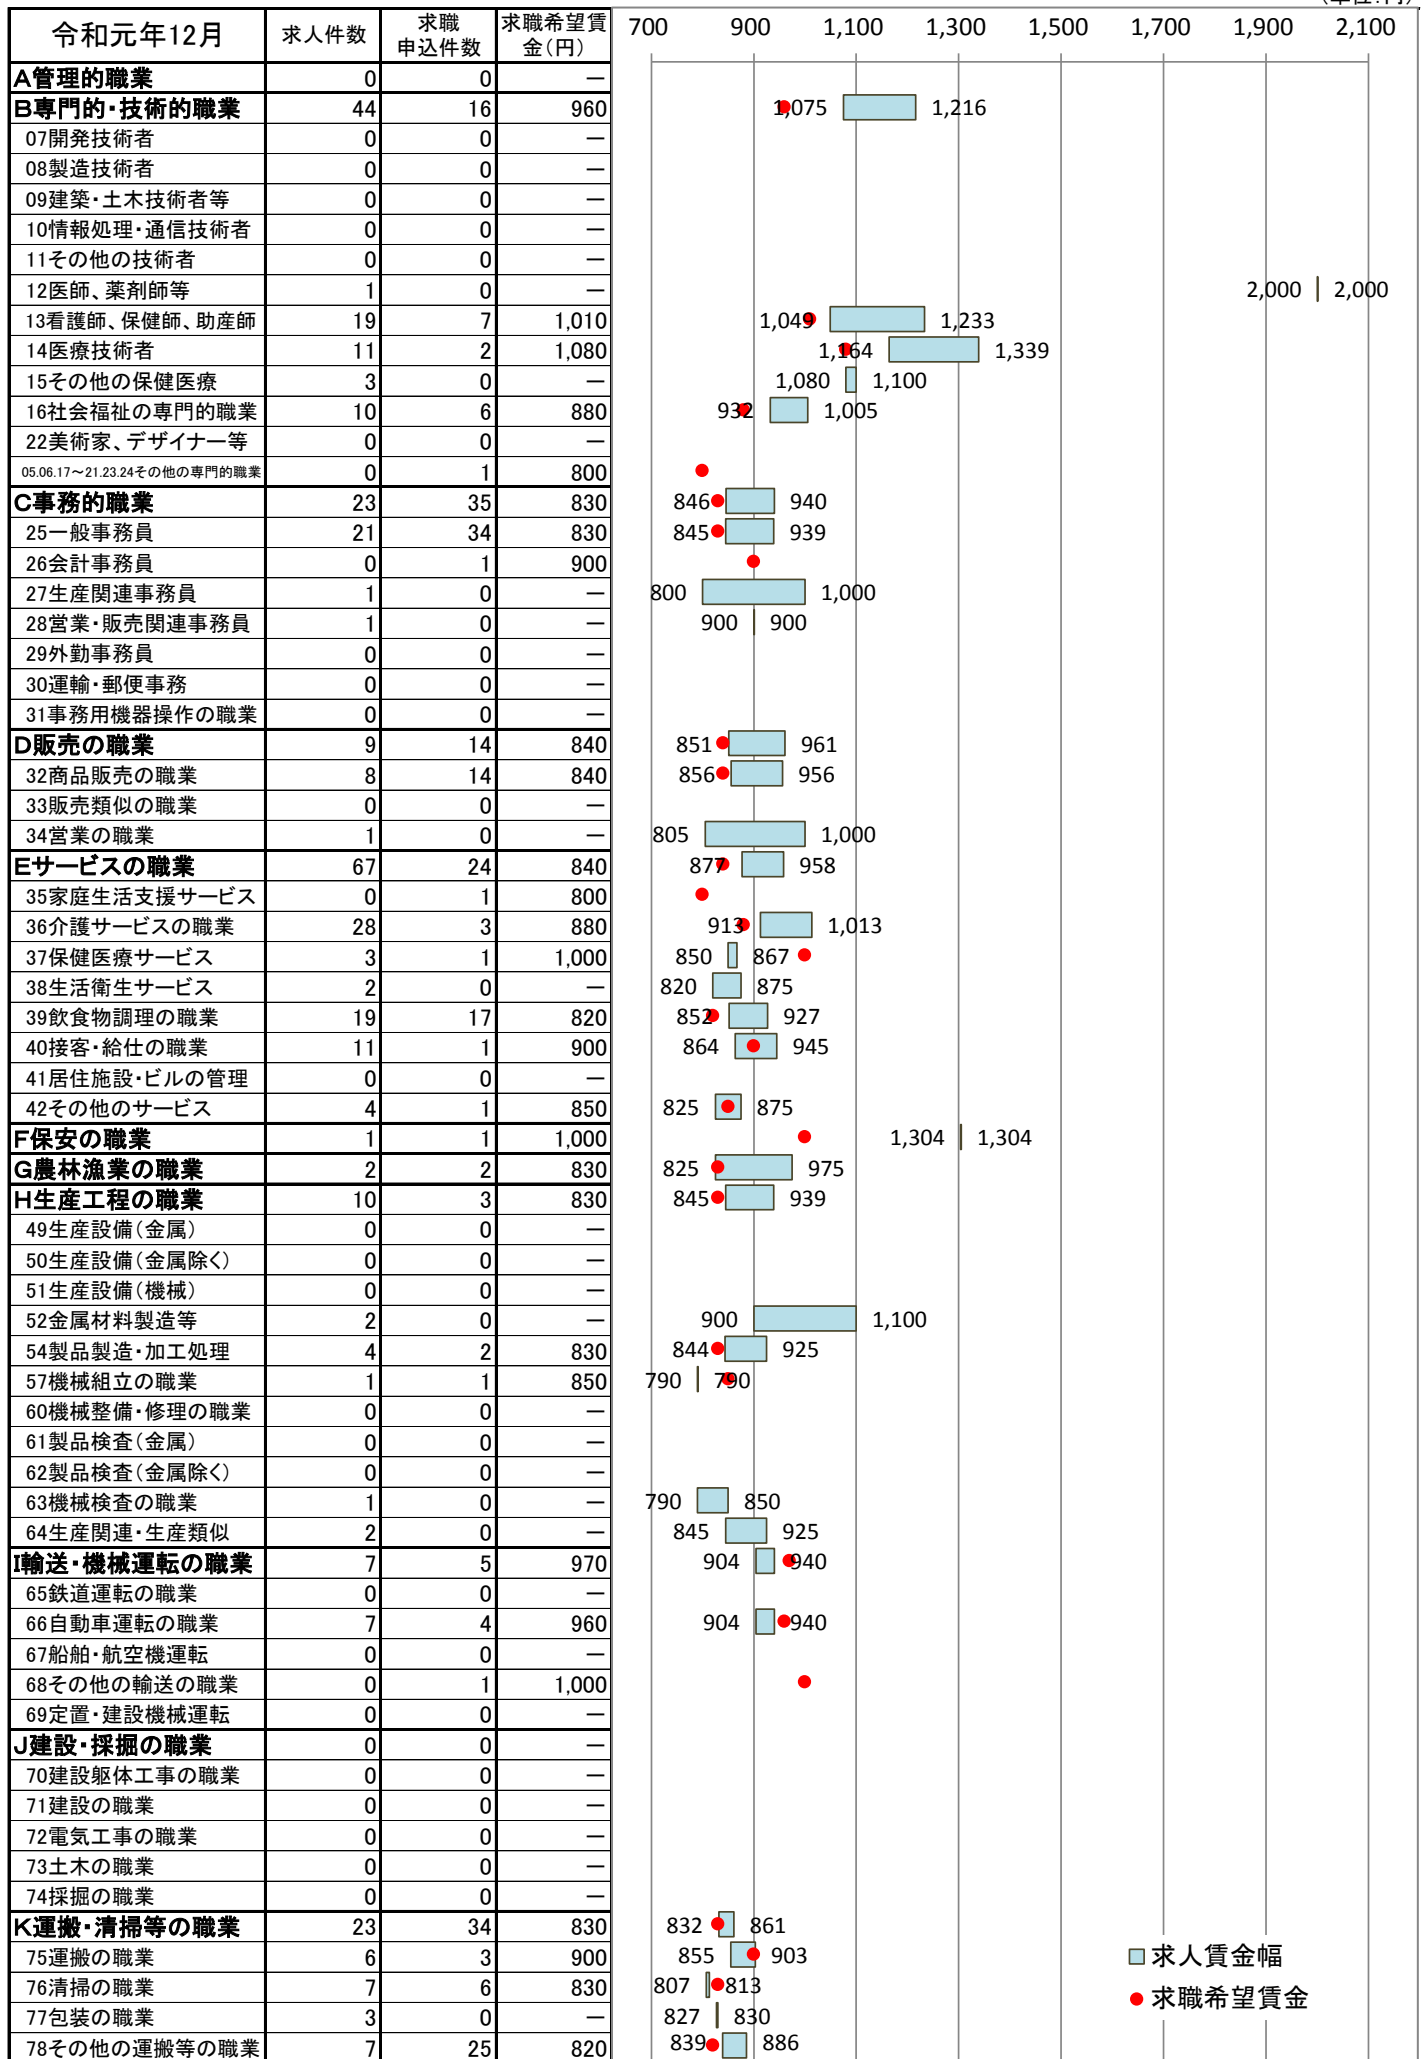 (単位:円)
令和元年12月 求人件数 求職申込件数 求職希望賃金(円) 700 900 1,100 1,300 1,500 1,700 1,900 2,100
A管理的職業 0 0 ―
B専門的・技術的職業 44 16 960 1,075 1,216
07開発技術者 0 0 ―
08製造技術者 0 0 ―
09建築・土木技術者等 0 0 ―
10情報処理・通信技術者 0 0 ―
11その他の技術者 0 0 ―
12医師、薬剤師等 1 0 ― 2,000 2,000
13看護師、保健師、助産師 19 7 1,010 1,049 1,233
14医療技術者 11 2 1,080 1,164 1,339
15その他の保健医療 3 0 ― 1,080 1,100
16社会福祉の専門的職業 10 6 880 932 1,005
22美術家、デザイナー等 0 0 ―
05.06.17～21.23.24その他の専門的職業 0 1 800
C事務的職業 23 35 830 846 940
25一般事務員 21 34 830 845 939
26会計事務員 0 1 900
27生産関連事務員 1 0 ― 800 1,000
28営業・販売関連事務員 1 0 ― 900 900
29外勤事務員 0 0 ―
30運輸・郵便事務 0 0 ―
31事務用機器操作の職業 0 0 ―
D販売の職業 9 14 840 851 961
32商品販売の職業 8 14 840 856 956
33販売類似の職業 0 0 ―
34営業の職業 1 0 ― 805 1,000
Eサービスの職業 67 24 840 877 958
35家庭生活支援サービス 0 1 800
36介護サービスの職業 28 3 880 913 1,013
37保健医療サービス 3 1 1,000 850 867
38生活衛生サービス 2 0 ― 820 875
39飲食物調理の職業 19 17 820 852 927
40接客・給仕の職業 11 1 900 864 945
41居住施設・ビルの管理 0 0 ―
42その他のサービス 4 1 850 825 875
F保安の職業 1 1 1,000 1,304 1,304
G農林漁業の職業 2 2 830 825 975
H生産工程の職業 10 3 830 845 939
49生産設備(金属) 0 0 ―
50生産設備(金属除く) 0 0 ―
51生産設備(機械) 0 0 ―
52金属材料製造等 2 0 ― 900 1,100
54製品製造・加工処理 4 2 830 844 925
57機械組立の職業 1 1 850 790 790
60機械整備・修理の職業 0 0 ―
61製品検査(金属) 0 0 ―
62製品検査(金属除く) 0 0 ―
63機械検査の職業 1 0 ― 790 850
64生産関連・生産類似 2 0 ― 845 925
I輸送・機械運転の職業 7 5 970 904 940
65鉄道運転の職業 0 0 ―
66自動車運転の職業 7 4 960 904 940
67船舶・航空機運転 0 0 ―
68その他の輸送の職業 0 1 1,000
69定置・建設機械運転 0 0 ―
J建設・採掘の職業 0 0 ―
70建設躯体工事の職業 0 0 ―
71建設の職業 0 0 ―
72電気工事の職業 0 0 ―
73土木の職業 0 0 ―
74採掘の職業 0 0 ―
K運搬・清掃等の職業 23 34 830 832 861
75運搬の職業 6 3 900 855 903
76清掃の職業 7 6 830 807 813
77包装の職業 3 0 ― 827 830
78その他の運搬等の職業 7 25 820 839 886
求人賃金幅
求職希望賃金